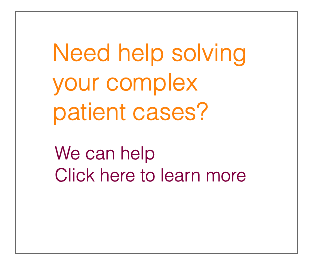 Need help solving
your complex
patient cases?
We can help
Click here to learn more